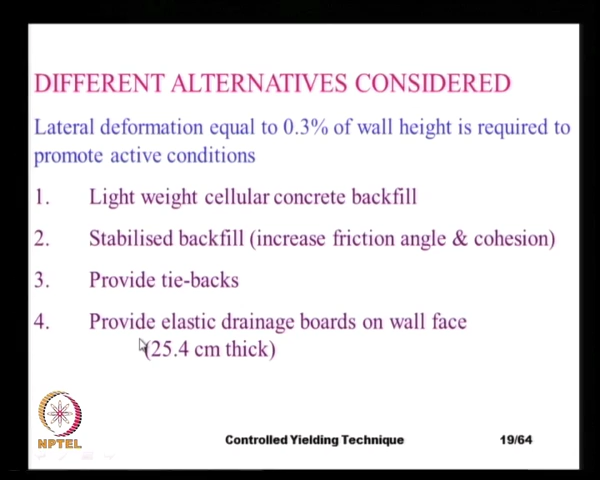 DIFFERENT ALTERNATIVES CONSIDERED
Lateral deformation equal to 0.3% of wall height is required to
promote active conditions
1. Light weight cellular concrete backfill
2. Stabilised backfill (increase friction angle & cohesion)
3. Provide tie-backs
4. Provide elastic drainage boards on wall face
(25.4 cm thick)
NPTEL
Controlled Yielding Technique
19/64